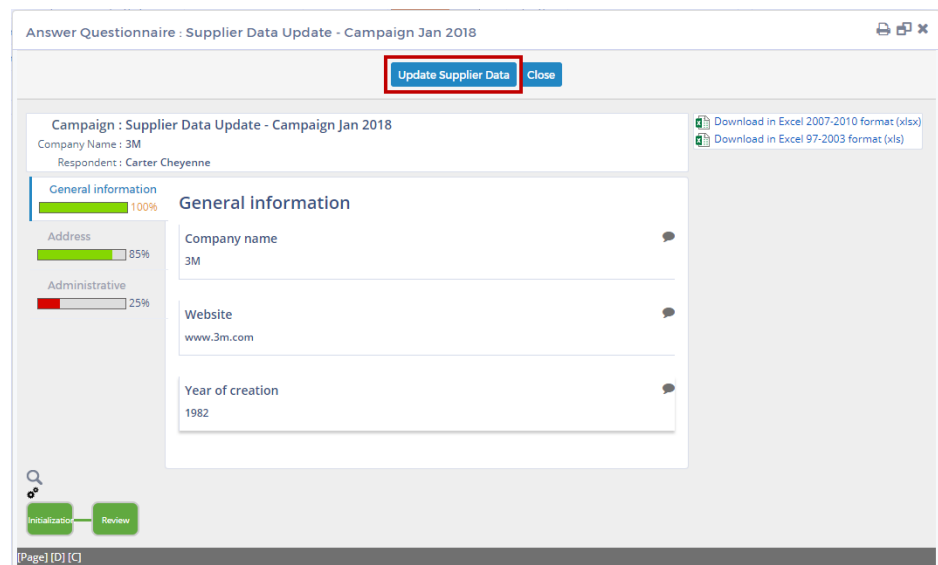 Answer Questionnaire : Supplier Data Update - Campaign Jan 2018
Update Supplier Data Close
Campaign : Supplier Data Update - Campaign Jan 2018
Company Name : 3M
Respondent : Carter Cheyenne
Download in Excel 2007-2010 format (xlsx)
Download in Excel 97-2003 format (xls)
General information
100%
Address
85%
Administrative
25%
General information
Company name
3M
Website
www.3m.com
Year of creation
1982
Initialization Review
[Page] [D] [C]